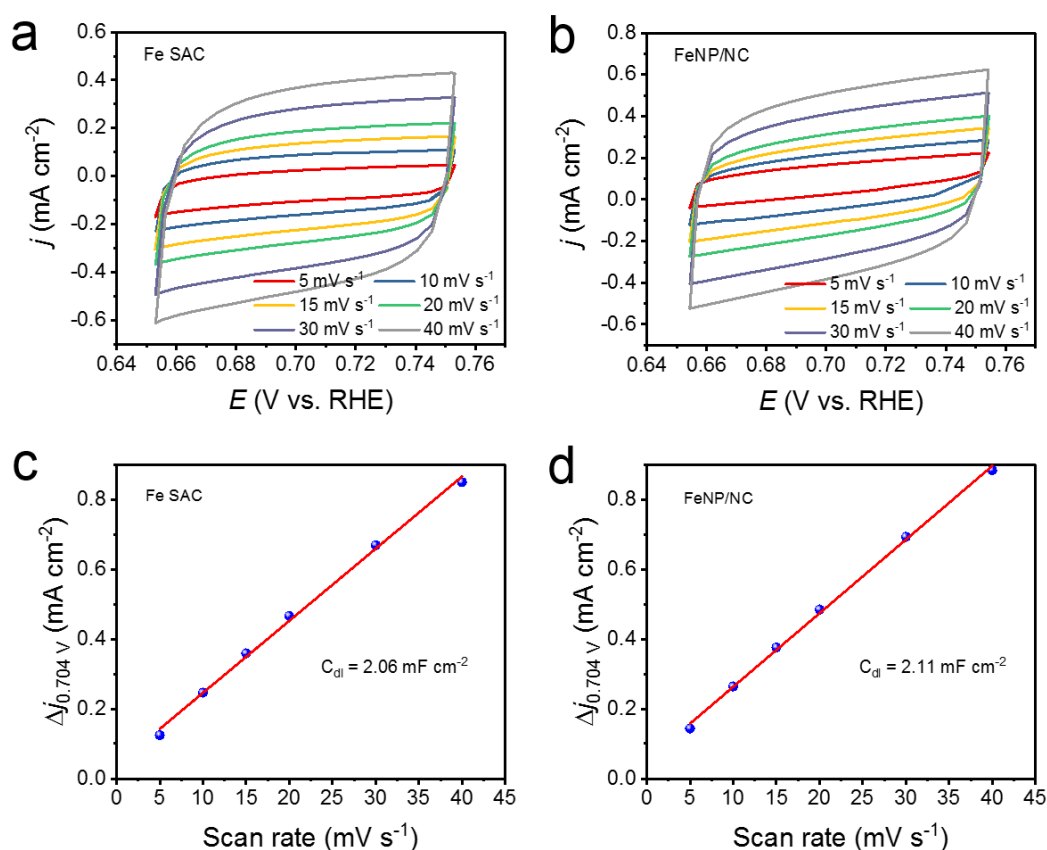 a
Fe SAC
0.6
0.4
0.2
0.0
-0.2
-0.4
-0.6
j (mA cm⁻²)
5 mV s⁻¹ 10 mV s⁻¹
15 mV s⁻¹ 20 mV s⁻¹
30 mV s⁻¹ 40 mV s⁻¹
0.64 0.66 0.70 0.72 0.74 0.76
E (V vs. RHE)
b
FeNP/NC
0.8
0.6
0.4
0.2
0.0
-0.2
-0.4
-0.6
j (mA cm⁻²)
5 mV s⁻¹ 10 mV s⁻¹
15 mV s⁻¹ 20 mV s⁻¹
30 mV s⁻¹ 40 mV s⁻¹
0.64 0.66 0.70 0.72 0.74 0.76
E (V vs. RHE)
c
Fe SAC
0.8
0.6
0.4
0.2
0.0
Δj₀.₇₀₄ V (mA cm⁻²)
C_dl = 2.06 mF cm⁻²
0 5 10 15 20 25 30 35 40 45
Scan rate (mV s⁻¹)
d
FeNP/NC
0.8
0.6
0.4
0.2
0.0
Δj₀.₇₀₄ V (mA cm⁻²)
C_dl = 2.11 mF cm⁻²
0 5 10 15 20 25 30 35 40 45
Scan rate (mV s⁻¹)